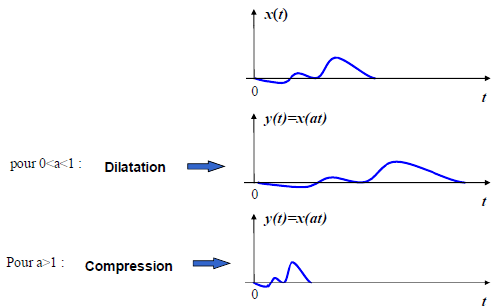 x(t)
0
t
y(t)=x(at)
pour 0<a<1 : Dilatation
0
t
y(t)=x(at)
Pour a>1 : Compression
0
t